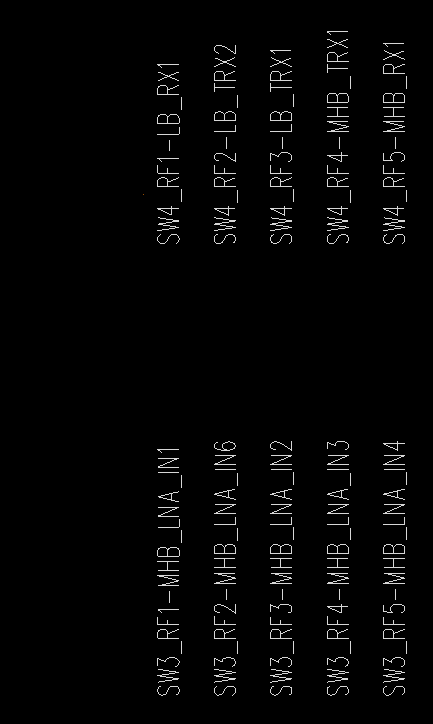 SW4_RF1-LB_RX1
SW4_RF2-LB_TRX2
SW4_RF3-LB_TRX1
SW4_RF4-MHB_TRX1
SW4_RF5-MHB_RX1
SW3_RF1-MHB_LNA_IN1
SW3_RF2-MHB_LNA_IN6
SW3_RF3-MHB_LNA_IN2
SW3_RF4-MHB_LNA_IN3
SW3_RF5-MHB_LNA_IN4